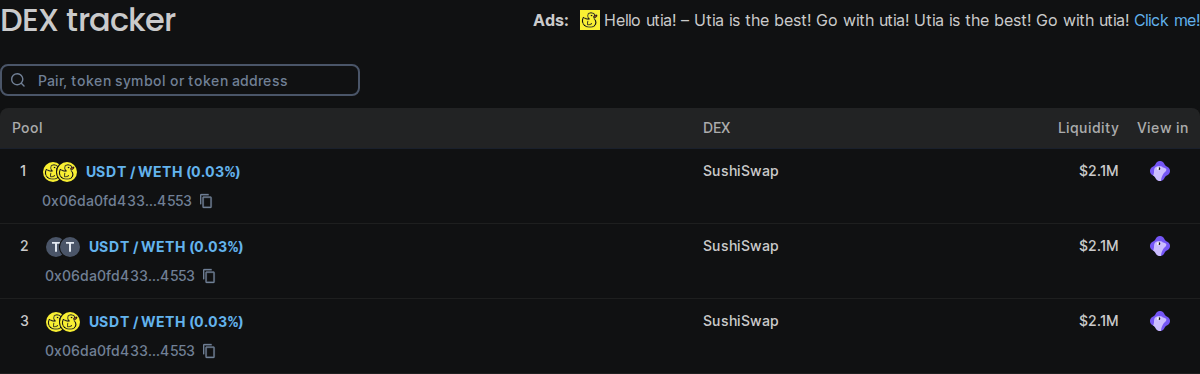 DEX tracker
Ads: Hello utia! – Utia is the best! Go with utia! Utia is the best! Go with utia! Click me!
Pair, token symbol or token address
Pool DEX Liquidity View in
1 USDT / WETH (0.03%) SushiSwap $2.1M
0x06da0fd433...4553
2 TT USDT / WETH (0.03%) SushiSwap $2.1M
0x06da0fd433...4553
3 USDT / WETH (0.03%) SushiSwap $2.1M
0x06da0fd433...4553